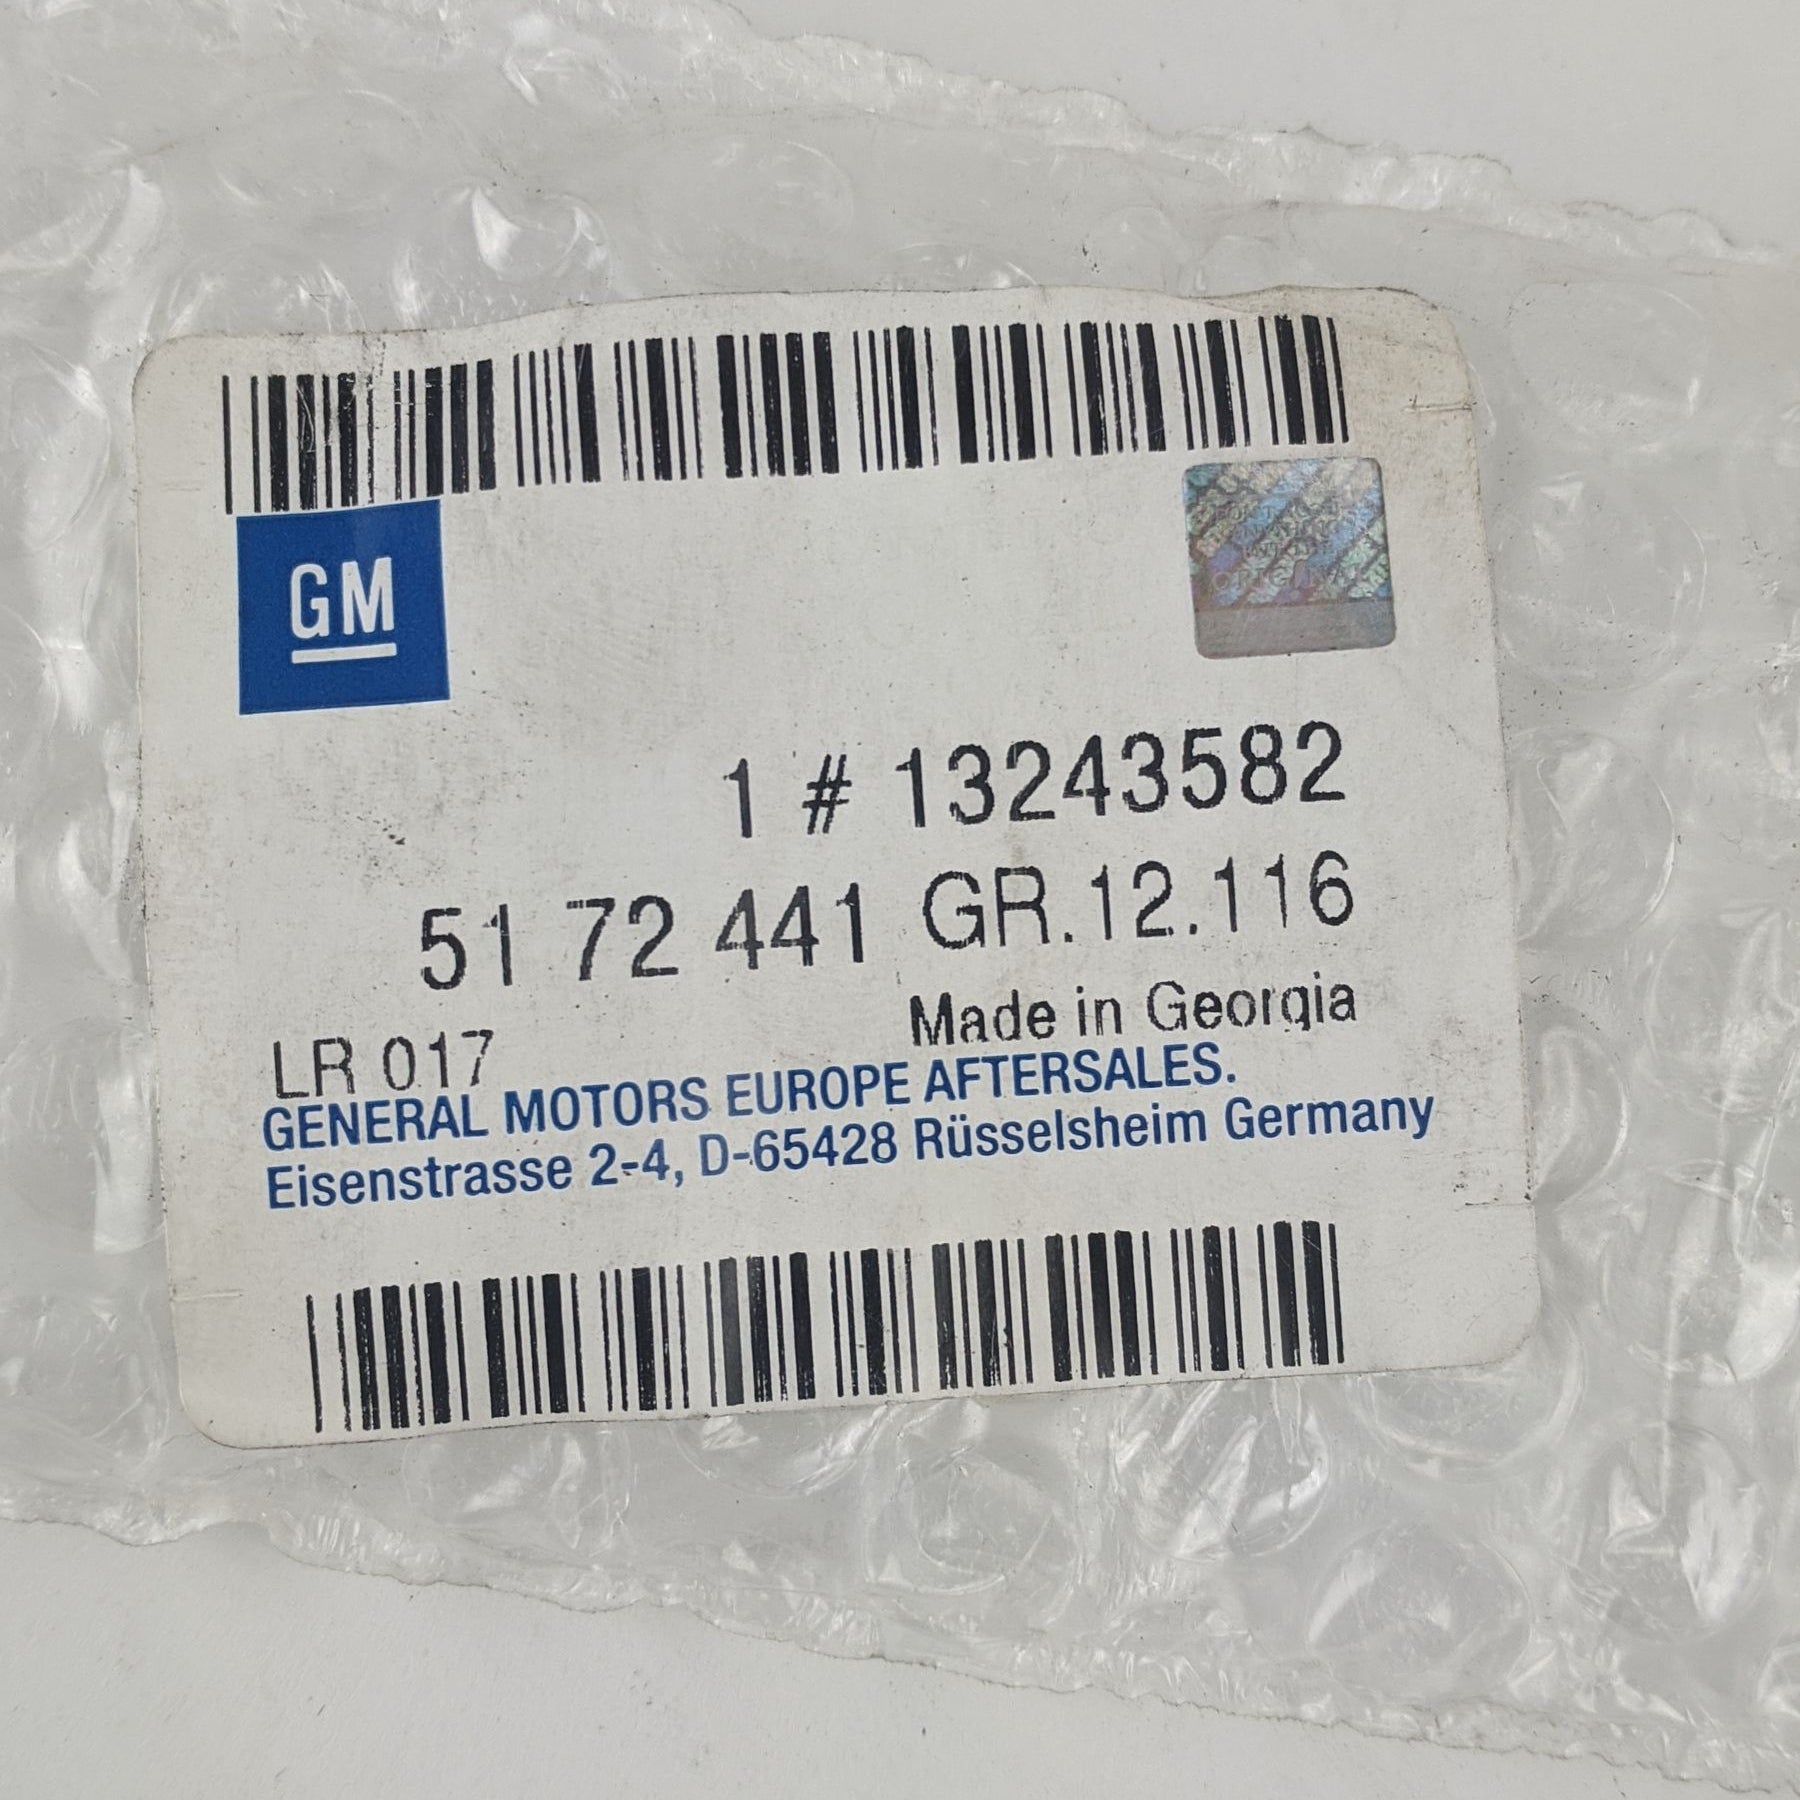 GM
ORIGINAL
1 # 13243582
51 72 441 GR.12.116
Made in Georgia
LR 017
GENERAL MOTORS EUROPE AFTERSALES.
Eisenstrasse 2-4, D-65428 Rüsselsheim Germany